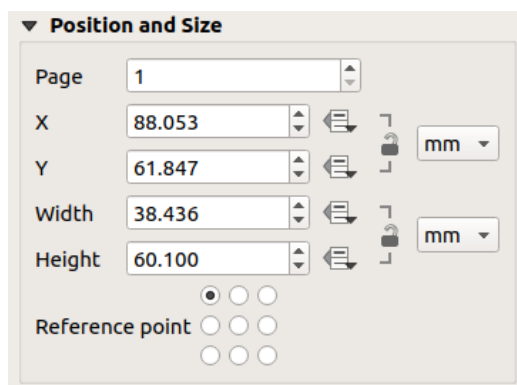 Position and Size
Page 1
X 88.053
mm
Y 61.847
Width 38.436
mm
Height 60.100
Reference point